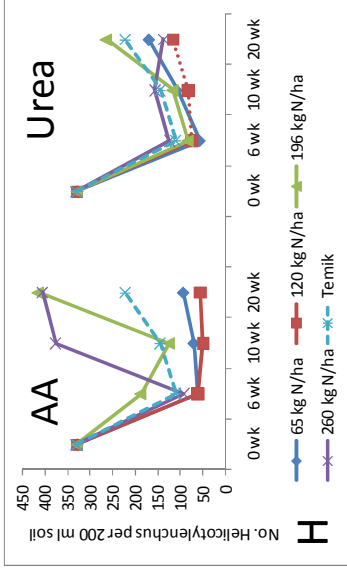 AA
Urea
No. Helicotylenchus per 200 ml soil
450
400
350
300
250
200
150
100
50
0
0 wk
6 wk
10 wk
20 wk
0 wk
6 wk
10 wk
20 wk
H
65 kg N/ha
120 kg N/ha
196 kg N/ha
260 kg N/ha
Temik